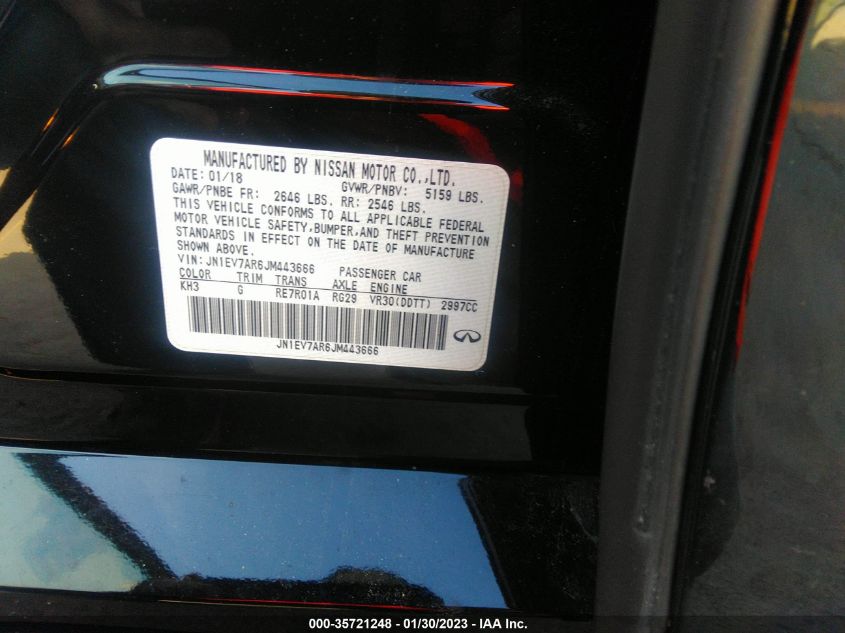 MANUFACTURED BY NISSAN MOTOR CO.,LTD.
DATE: 01/18 GVWR/PNBV: 5159 LBS.
GAWR/PNBE FR: 2646 LBS. RR: 2546 LBS.
THIS VEHICLE CONFORMS TO ALL APPLICABLE FEDERAL
MOTOR VEHICLE SAFETY,BUMPER,AND THEFT PREVENTION
STANDARDS IN EFFECT ON THE DATE OF MANUFACTURE
SHOWN ABOVE.
VIN: JN1EV7AR6JM443666 PASSENGER CAR
COLOR TRIM TRANS AXLE ENGINE
KH3 G RE7R01A RG29 VR30(DDTT) 2997CC
JN1EV7AR6JM443666
000-35721248 - 01/30/2023 - IAA Inc.